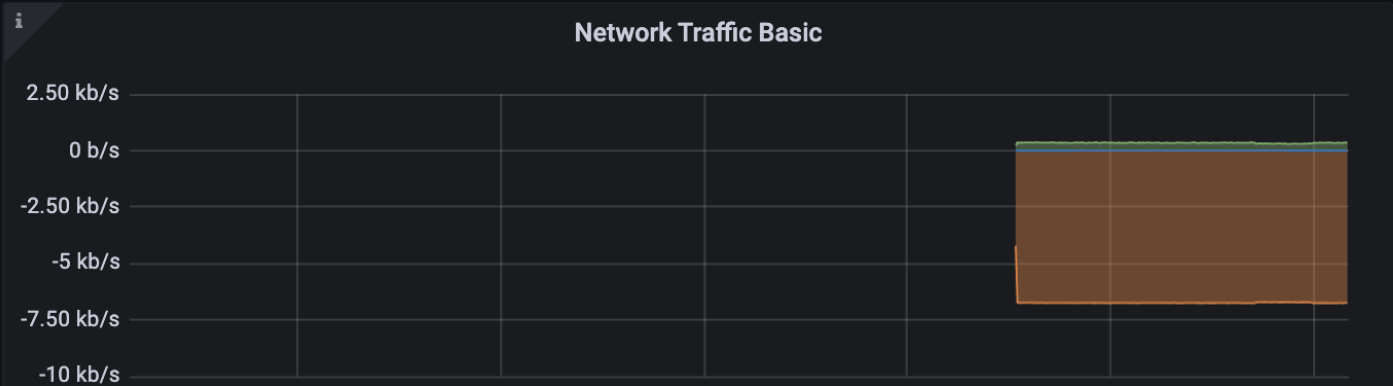 i
Network Traffic Basic
2.50 kb/s
0 b/s
-2.50 kb/s
-5 kb/s
-7.50 kb/s
-10 kb/s